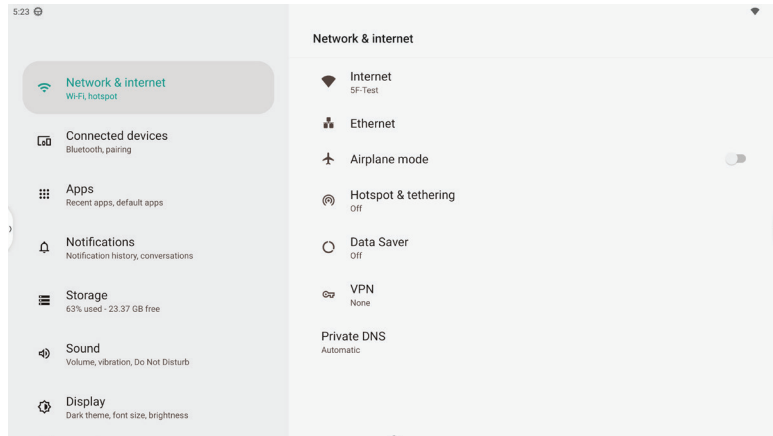 5:23
Network & internet
Wi-Fi, hotspot
Connected devices
Bluetooth, pairing
Apps
Recent apps, default apps
Notifications
Notification history, conversations
Storage
63% used - 23.37 GB free
Sound
Volume, vibration, Do Not Disturb
Display
Dark theme, font size, brightness
Network & internet
Internet
5F-Test
Ethernet
Airplane mode
Hotspot & tethering
Off
Data Saver
Off
VPN
None
Private DNS
Automatic